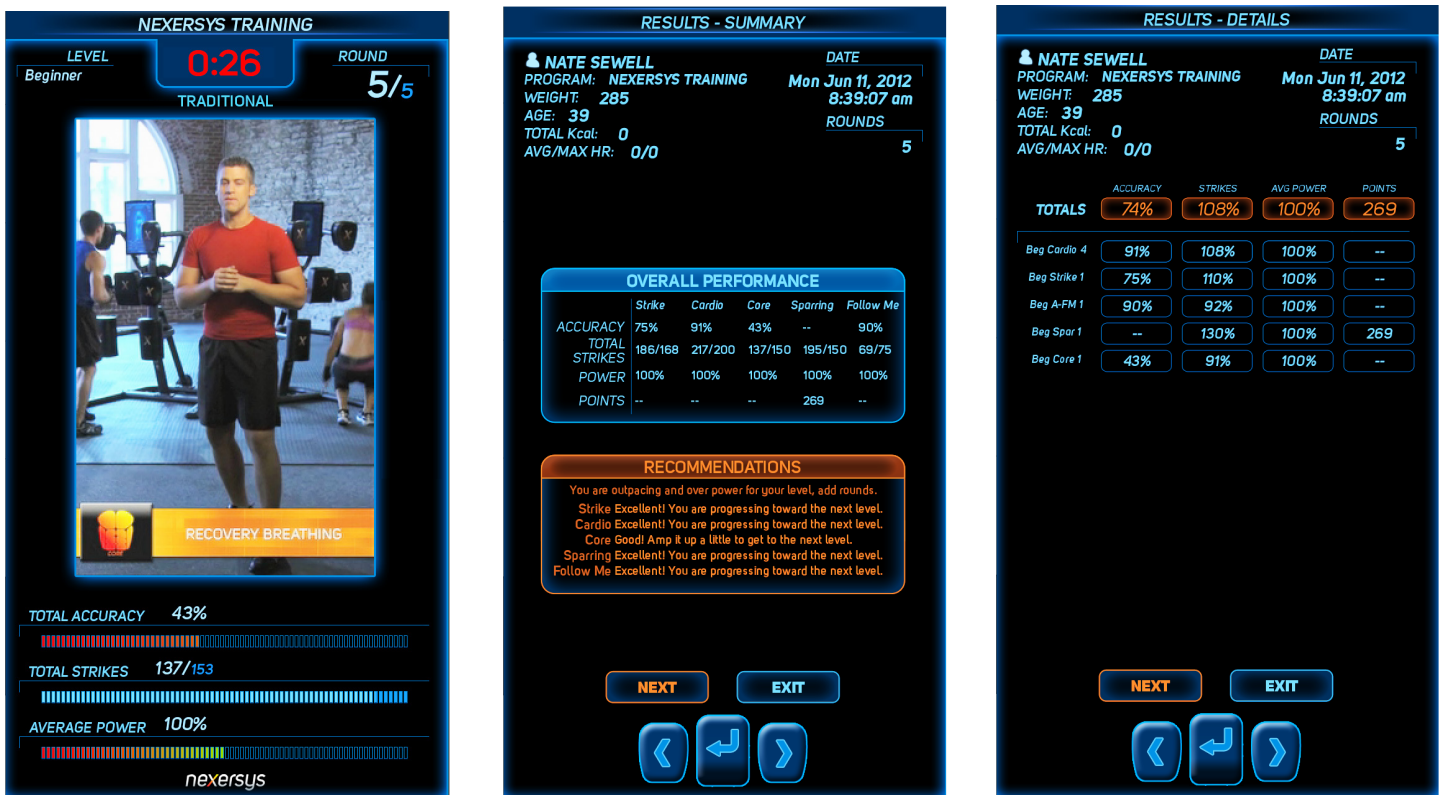 NEXERSYS TRAINING
LEVEL
Beginner
0:26
ROUND
5/5
TRADITIONAL
CORE
RECOVERY BREATHING
TOTAL ACCURACY 43%
TOTAL STRIKES 137/153
AVERAGE POWER 100%
nexersys
RESULTS - SUMMARY
NATE SEWELL
PROGRAM: NEXERSYS TRAINING
WEIGHT: 285
AGE: 39
TOTAL Kcal: 0
AVG/MAX HR: 0/0
DATE
Mon Jun 11, 2012
8:39:07 am
ROUNDS
5
OVERALL PERFORMANCE
Strike Cardio Core Sparring Follow Me
ACCURACY 75% 91% 43% -- 90%
TOTAL STRIKES 186/168 217/200 137/150 195/150 69/75
POWER 100% 100% 100% 100% 100%
POINTS -- -- -- 269 --
RECOMMENDATIONS
You are outpacing and over power for your level, add rounds.
Strike Excellent! You are progressing toward the next level.
Cardio Excellent! You are progressing toward the next level.
Core Good! Amp it up a little to get to the next level.
Sparring Excellent! You are progressing toward the next level.
Follow Me Excellent! You are progressing toward the next level.
NEXT EXIT
RESULTS - DETAILS
NATE SEWELL
PROGRAM: NEXERSYS TRAINING
WEIGHT: 285
AGE: 39
TOTAL Kcal: 0
AVG/MAX HR: 0/0
DATE
Mon Jun 11, 2012
8:39:07 am
ROUNDS
5
ACCURACY STRIKES AVG POWER POINTS
TOTALS 74% 108% 100% 269
Beg Cardio 4 91% 108% 100% --
Beg Strike 1 75% 110% 100% --
Beg A-FM 1 90% 92% 100% --
Beg Spar 1 -- 130% 100% 269
Beg Core 1 43% 91% 100% --
NEXT EXIT